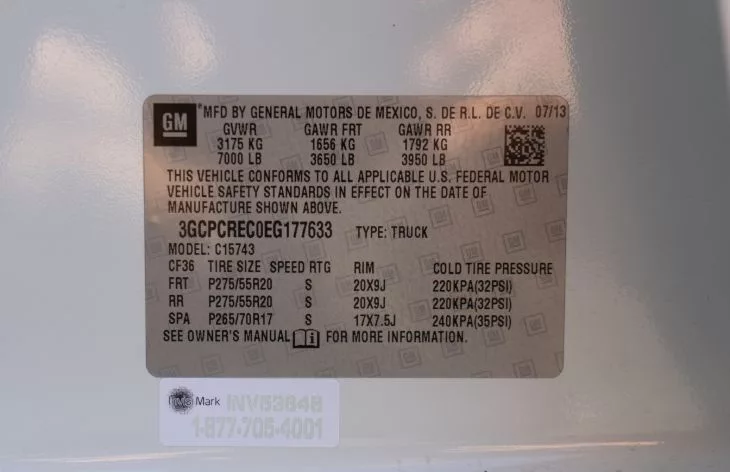 GM
*MFD BY GENERAL MOTORS DE MEXICO, S. DE R.L. DE C.V. 07/13
GVWR GAWR FRT GAWR RR
3175 KG 1656 KG 1792 KG
7000 LB 3650 LB 3950 LB
THIS VEHICLE CONFORMS TO ALL APPLICABLE U.S. FEDERAL MOTOR
VEHICLE SAFETY STANDARDS IN EFFECT ON THE DATE OF
MANUFACTURE SHOWN ABOVE.
3GCPCREC0EG177633 TYPE: TRUCK
MODEL: C15743
CF36 TIRE SIZE SPEED RTG RIM COLD TIRE PRESSURE
FRT P275/55R20 S 20X9J 220KPA(32PSI)
RR P275/55R20 S 20X9J 220KPA(32PSI)
SPA P265/70R17 S 17X7.5J 240KPA(35PSI)
SEE OWNER'S MANUAL i FOR MORE INFORMATION.
Mark
1-877-705-4001